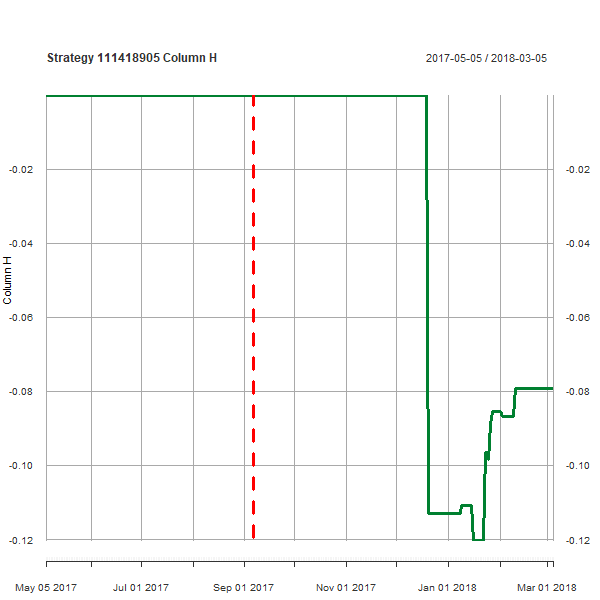 Strategy 111418905 Column H
2017-05-05 / 2018-03-05
-0.02 -0.02
-0.04 -0.04
-0.06 -0.06
-0.08 -0.08
-0.10 -0.10
-0.12 -0.12
Column H
May 05 2017 Jul 01 2017 Sep 01 2017 Nov 01 2017 Jan 01 2018 Mar 01 2018